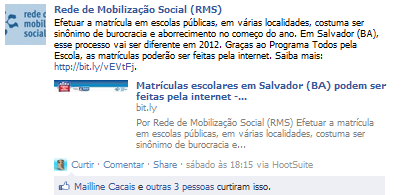 rede de
mobiliz
social
Rede de Mobilização Social (RMS)
Efetuar a matrícula em escolas públicas, em várias localidades, costuma ser
sinônimo de burocracia e aborrecimento no começo do ano. Em Salvador (BA),
esse processo vai ser diferente em 2012. Graças ao Programa Todos pela
Escola, as matrículas poderão ser feitas pela internet. Saiba mais:
http://bit.ly/vEVtFj.
Matrículas escolares em Salvador (BA) podem ser
feitas pela internet -...
bit.ly
Por Rede de Mobilização Social (RMS) Efetuar a
matrícula em escolas públicas, em várias localidades,
costuma ser sinônimo de burocracia e
Curtir · Comentar · Share · sábado às 18:15 via HootSuite
Mailline Cacais e outras 3 pessoas curtiram isso.